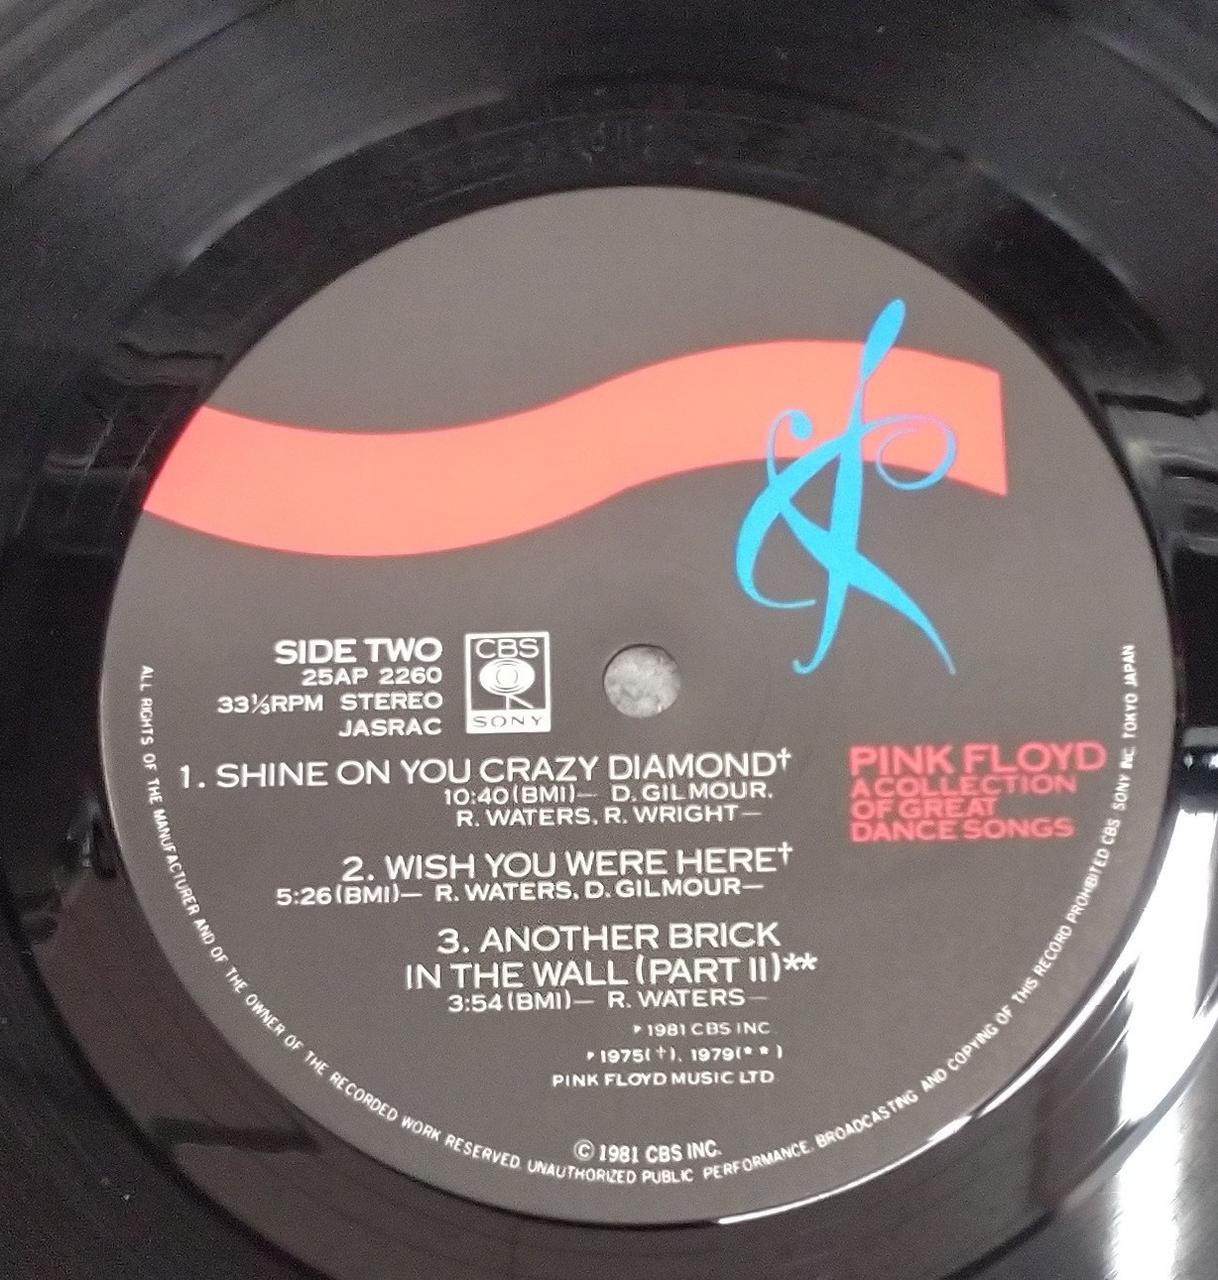 SIDE TWO
25AP 2260
33⅓RPM STEREO
JASRAC
CBS
SONY
1. SHINE ON YOU CRAZY DIAMOND†
10:40(BMI)— D. GILMOUR,
R. WATERS, R. WRIGHT—
2. WISH YOU WERE HERE†
5:26(BMI)— R. WATERS, D. GILMOUR—
3. ANOTHER BRICK
IN THE WALL (PART II)**
3:54(BMI)— R. WATERS—
℗ 1981 CBS INC.
℗ 1975(†), 1979(**)
PINK FLOYD MUSIC LTD
© 1981 CBS INC.
PINK FLOYD
A COLLECTION
OF GREAT
DANCE SONGS
ALL RIGHTS OF THE MANUFACTURER AND OF THE OWNER OF THE RECORDED WORK RESERVED. UNAUTHORIZED PUBLIC PERFORMANCE. BROADCASTING AND COPYING OF THIS RECORD PROHIBITED CBS SONY INC. TOKYO JAPAN